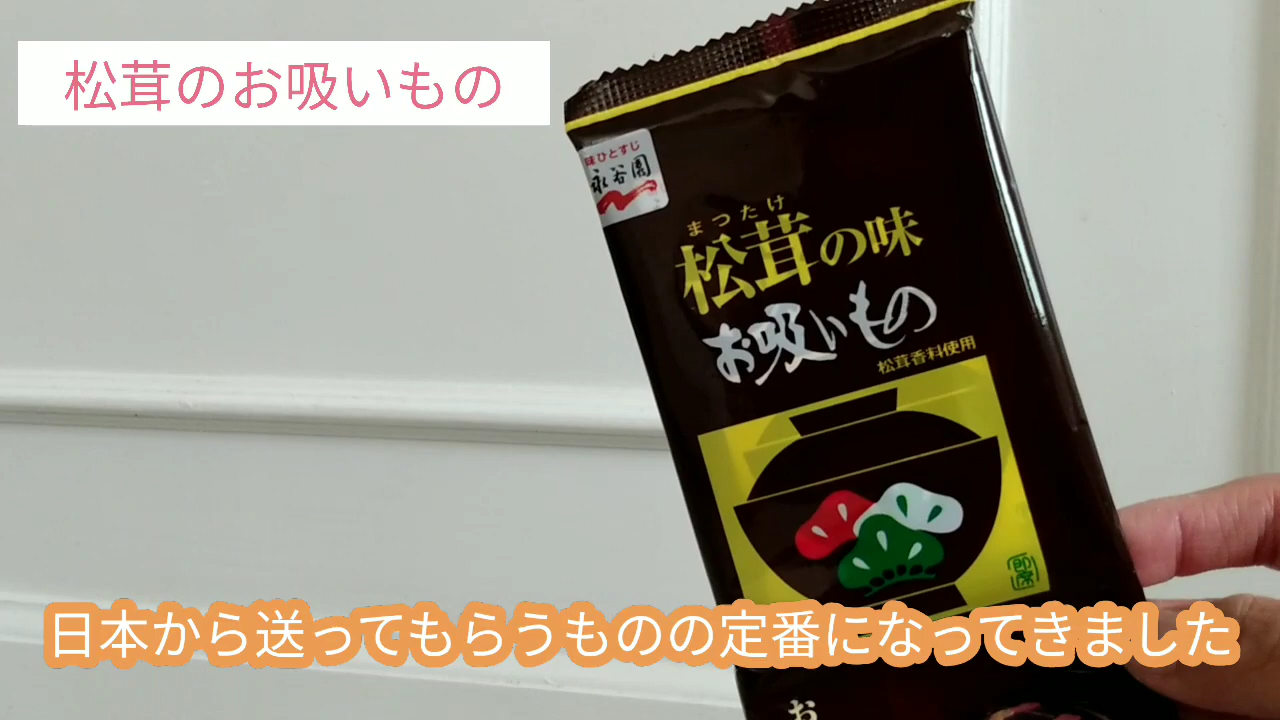 松茸のお吸いもの
味ひとすじ
永谷園
まつたけ
松茸の味
お吸いもの
松茸香料使用
即席
日本から送ってもらうものの定番になってきました
お